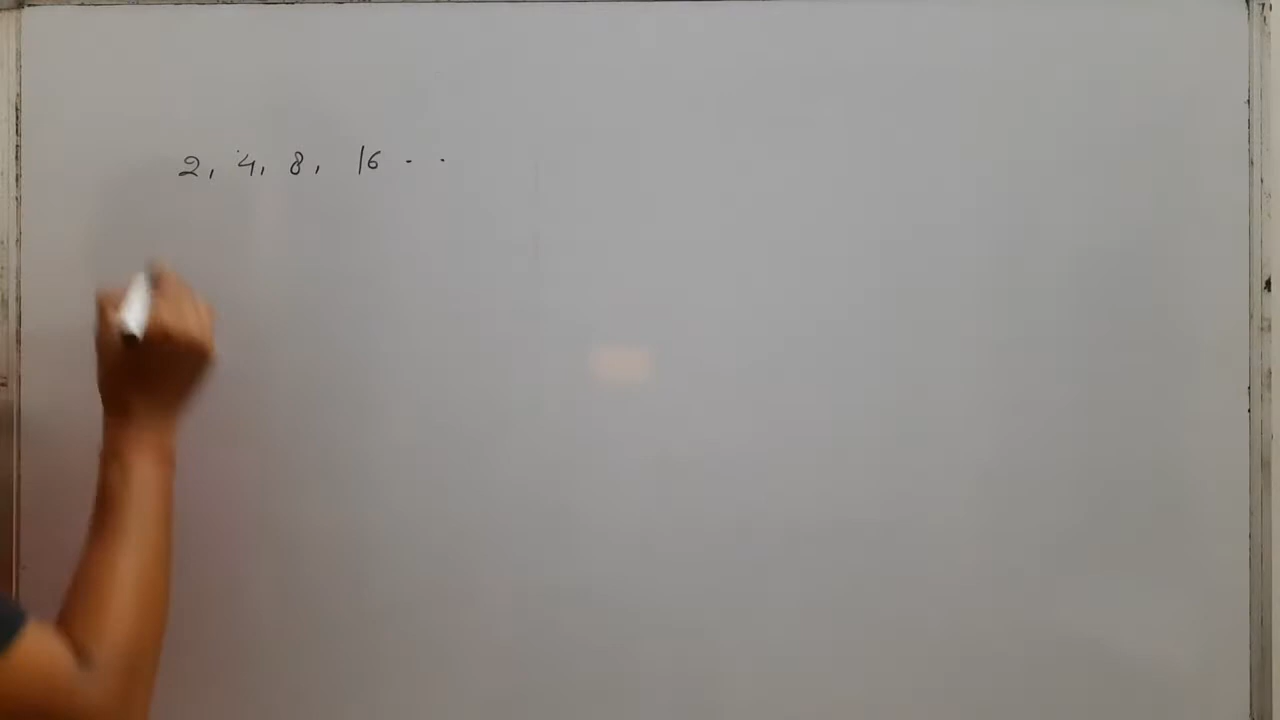 2, 4, 8, 16 . .